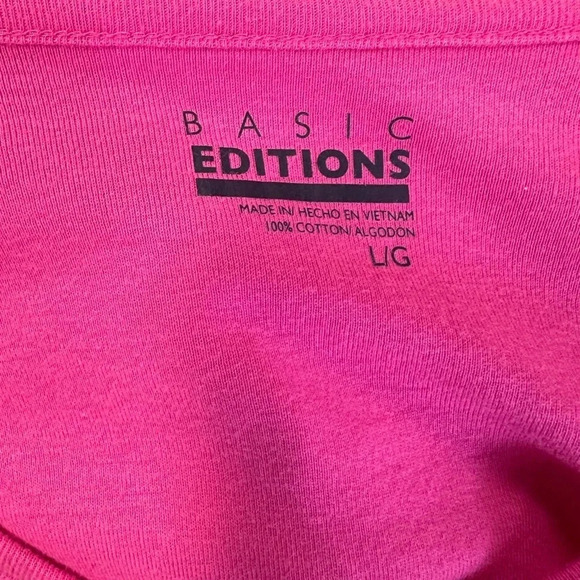 BASIC
EDITIONS
MADE IN/ HECHO EN VIETNAM
100% COTTON/ ALGODON
L/G